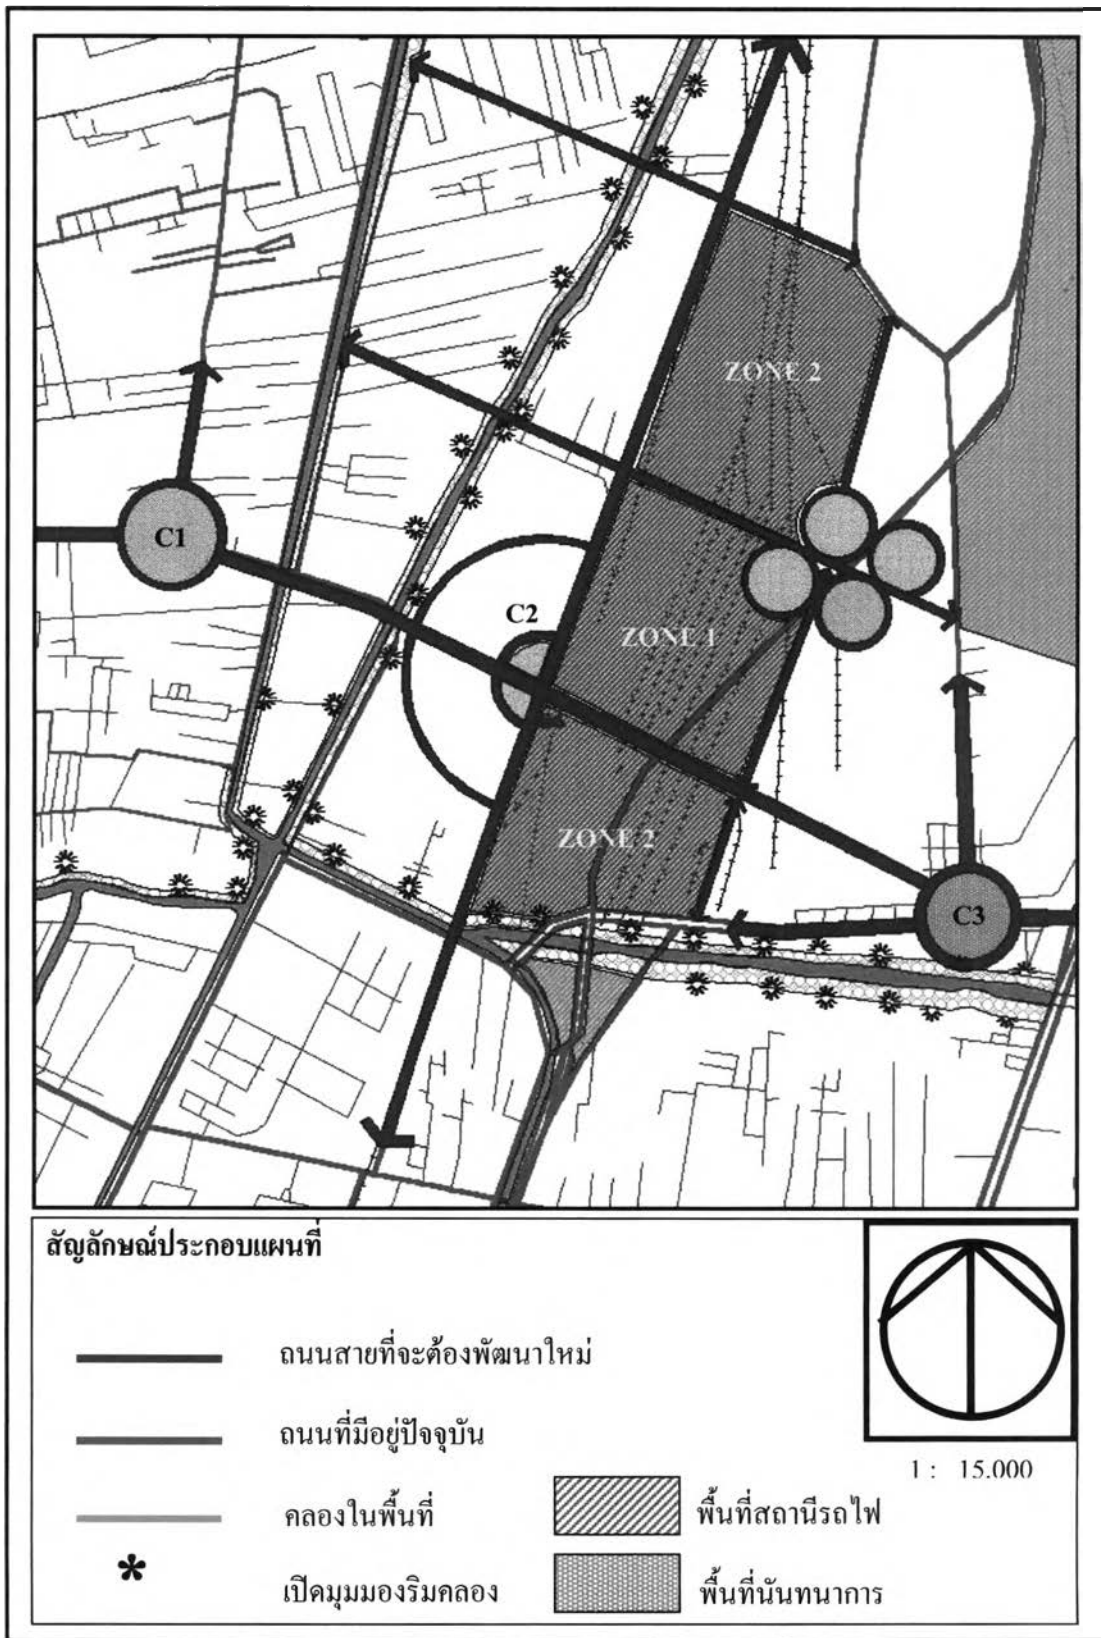 ZONE 2
C1
C2
ZONE 1
ZONE 2
C3
สัญลักษณ์ประกอบแผนที่
ถนนสายที่จะต้องพัฒนาใหม่
ถนนที่มีอยู่ปัจจุบัน
1 : 15.000
คลองในพื้นที่
พื้นที่สถานีรถไฟ
* เปิดมุมมองริมคลอง
พื้นที่นันทนาการ